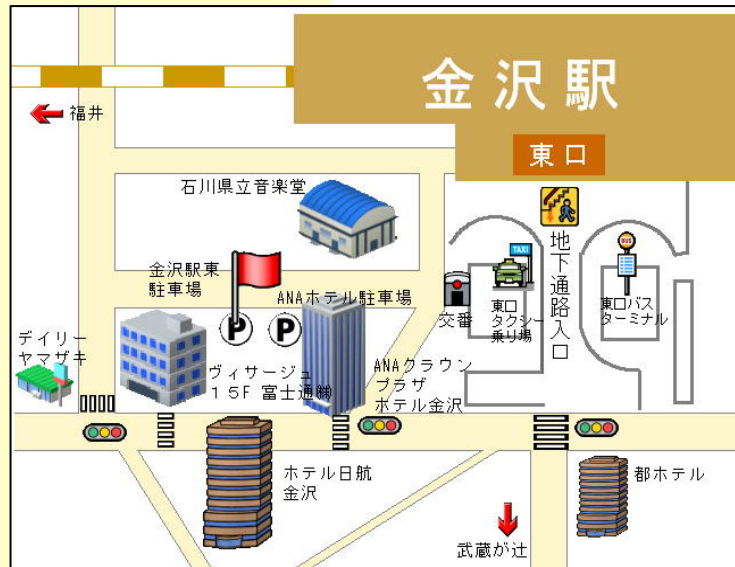 金沢駅
東口
福井
石川県立音楽堂
金沢駅東
駐車場
ANAホテル駐車場
P
P
TAXI
BUS
地下通路入口
交番
東口
タクシー
乗り場
東口バス
ターミナル
デイリー
ヤマザキ
ヴィサージュ
15F 富士通㈱
ANAクラウン
プラザ
ホテル金沢
ホテル日航
金沢
都ホテル
武蔵が辻